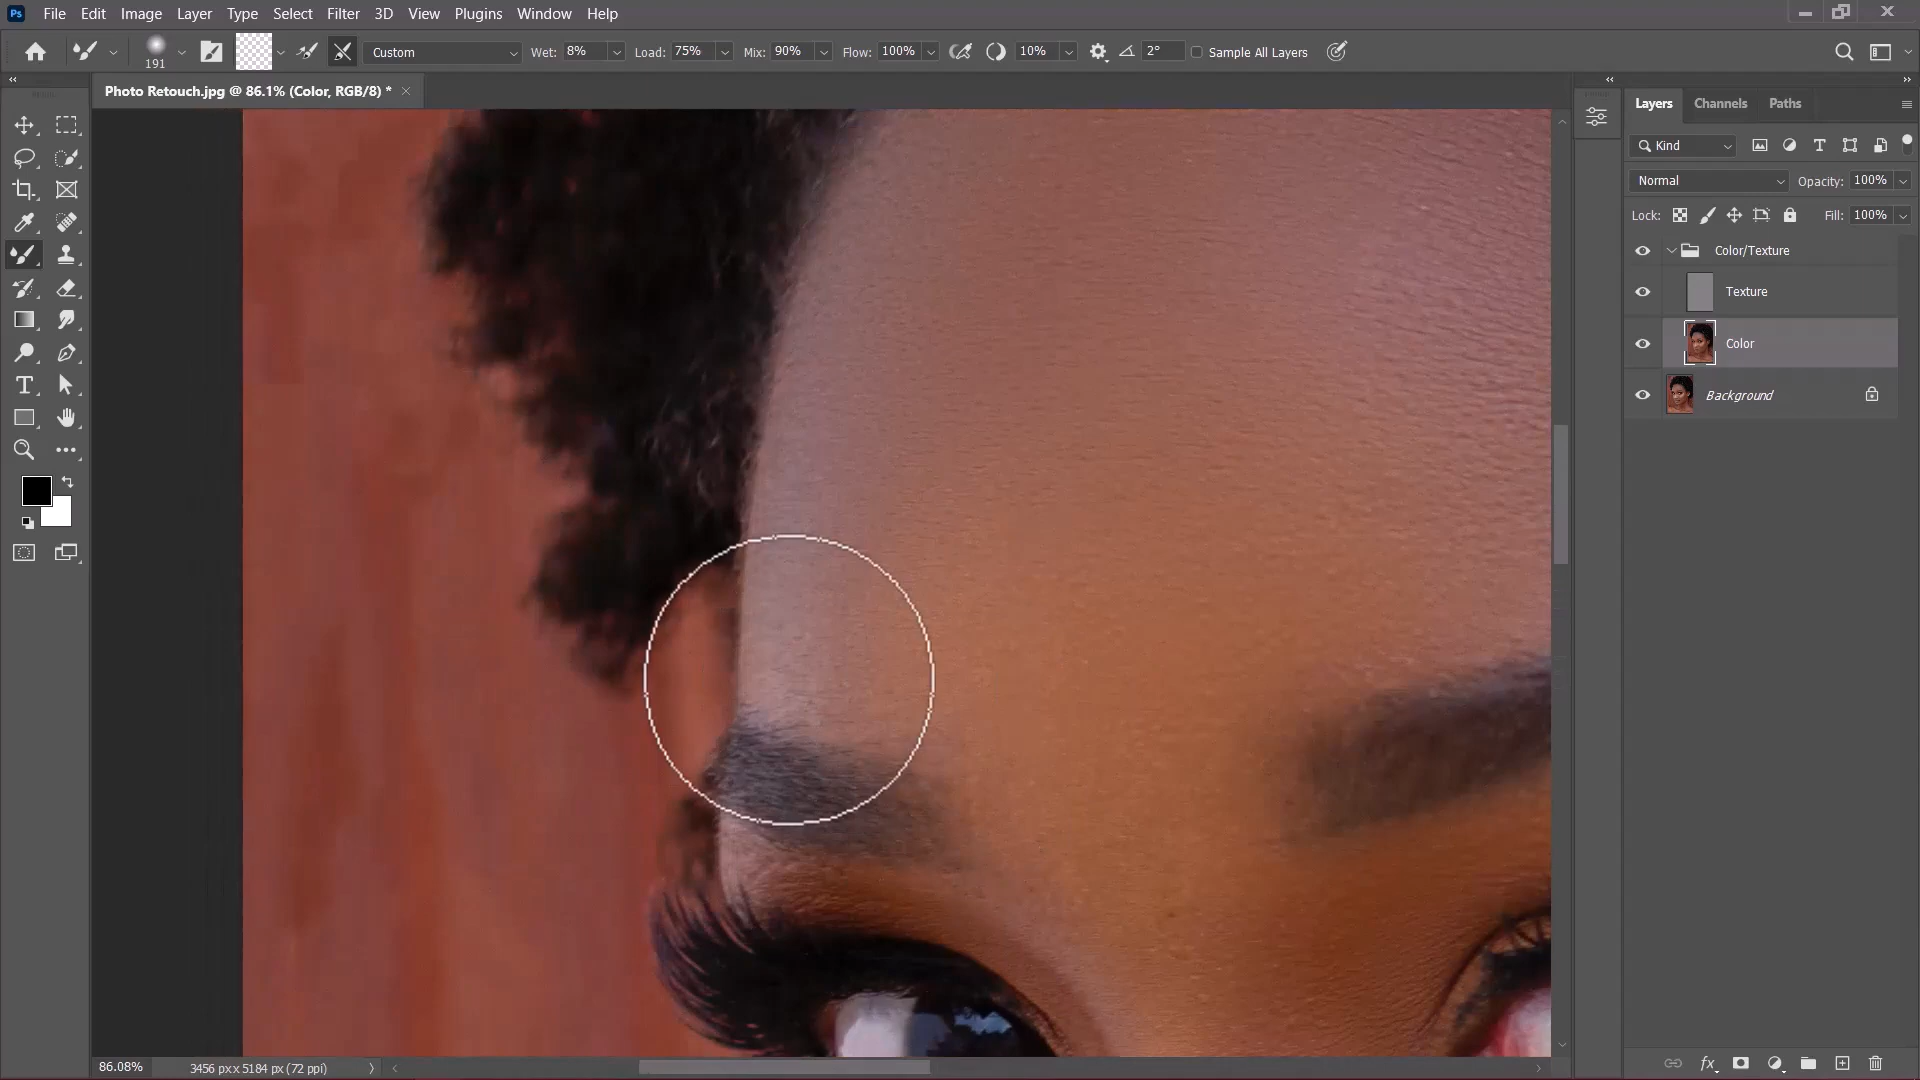 Ps File Edit Image Layer Type Select Filter 3D View Plugins Window Help
191 Custom Wet: 8% Load: 75% Mix: 90% Flow: 100% 10% 2° Sample All Layers
Photo Retouch.jpg @ 86.1% (Color, RGB/8) *
Layers Channels Paths
Kind
Normal Opacity: 100%
Lock: Fill: 100%
Color/Texture
Texture
Color
Background
86.08% 3456 px x 5184 px (72 ppi)